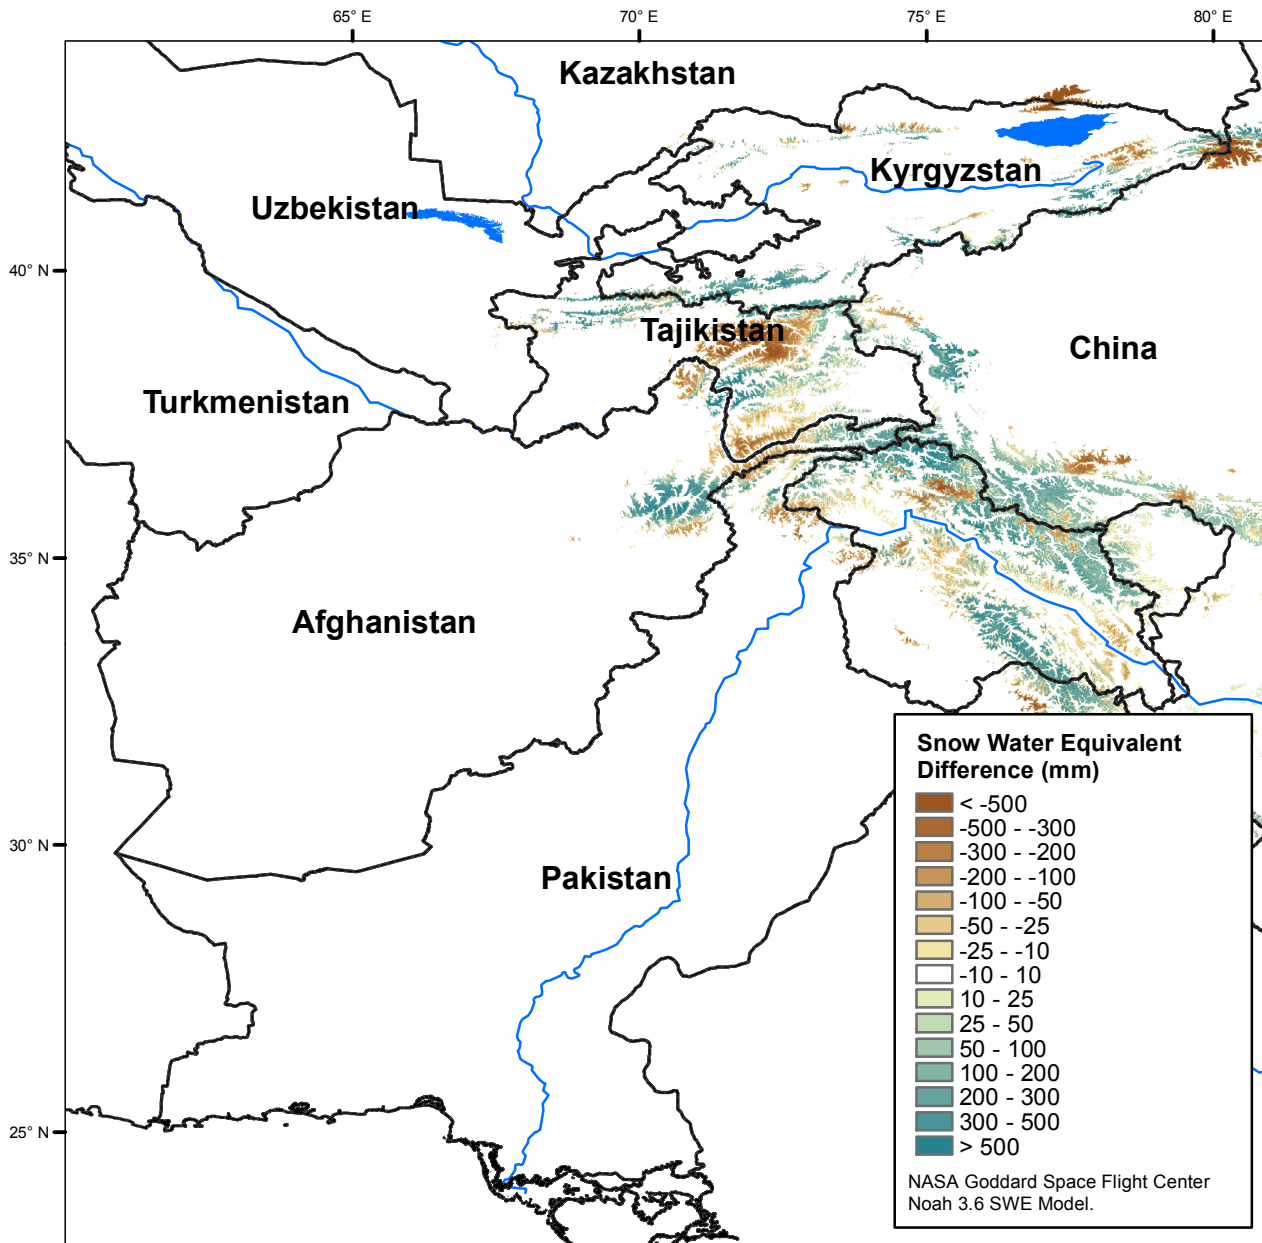 65° E
70° E
75° E
80° E
Kazakhstan
Kyrgyzstan
Uzbekistan
40° N
Tajikistan
China
Turkmenistan
35° N
Afghanistan
Snow Water Equivalent
Difference (mm)
< -500
-500 - -300
-300 - -200
-200 - -100
-100 - -50
-50 - -25
-25 - -10
-10 - 10
10 - 25
25 - 50
50 - 100
100 - 200
200 - 300
300 - 500
> 500
30° N
Pakistan
25° N
NASA Goddard Space Flight Center
Noah 3.6 SWE Model.